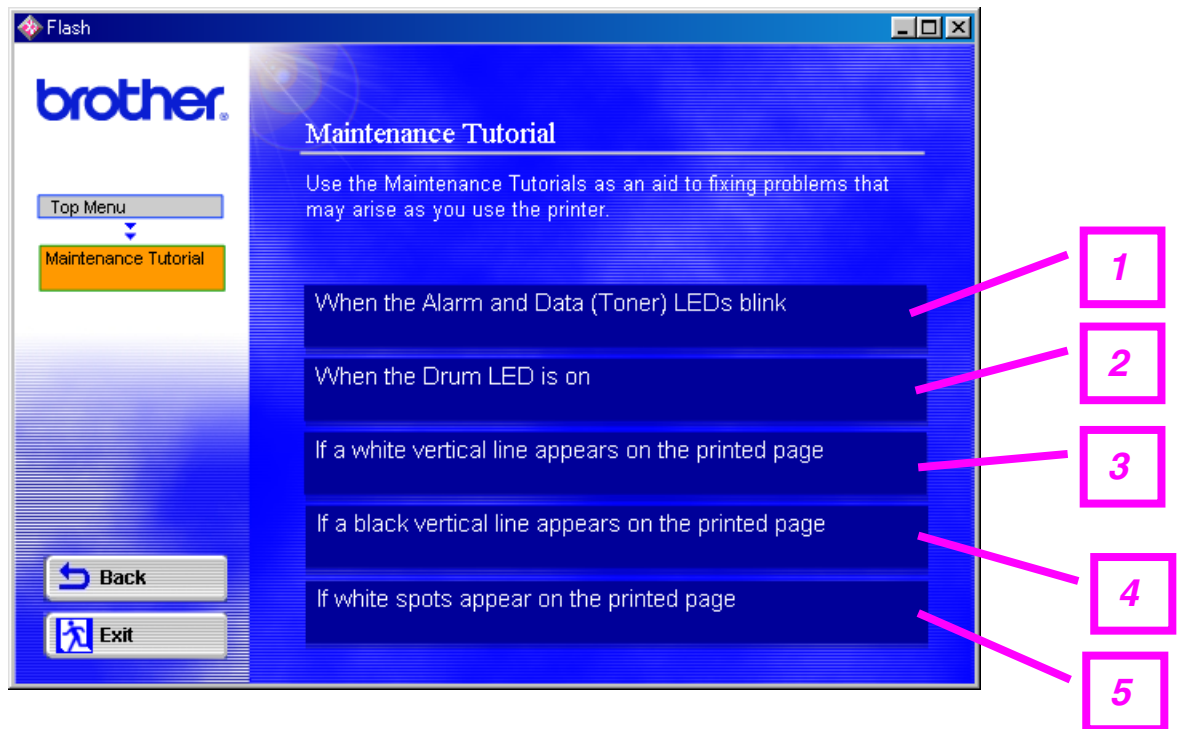 Flash
brother®
Maintenance Tutorial
Use the Maintenance Tutorials as an aid to fixing problems that
may arise as you use the printer.
Top Menu
Maintenance Tutorial
When the Alarm and Data (Toner) LEDs blink
1
When the Drum LED is on
2
If a white vertical line appears on the printed page
3
If a black vertical line appears on the printed page
4
If white spots appear on the printed page
5
Back
Exit